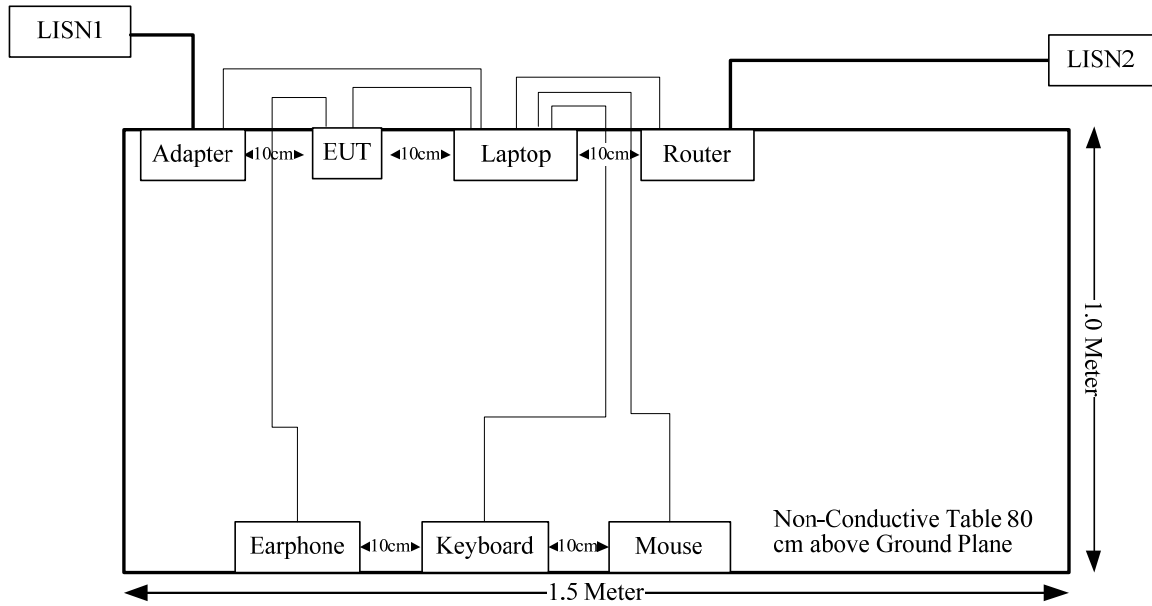 LISN1
LISN2
Adapter
10cm
EUT
10cm
Laptop
10cm
Router
1.0 Meter
Non-Conductive Table 80
cm above Ground Plane
Earphone
10cm
Keyboard
10cm
Mouse
1.5 Meter